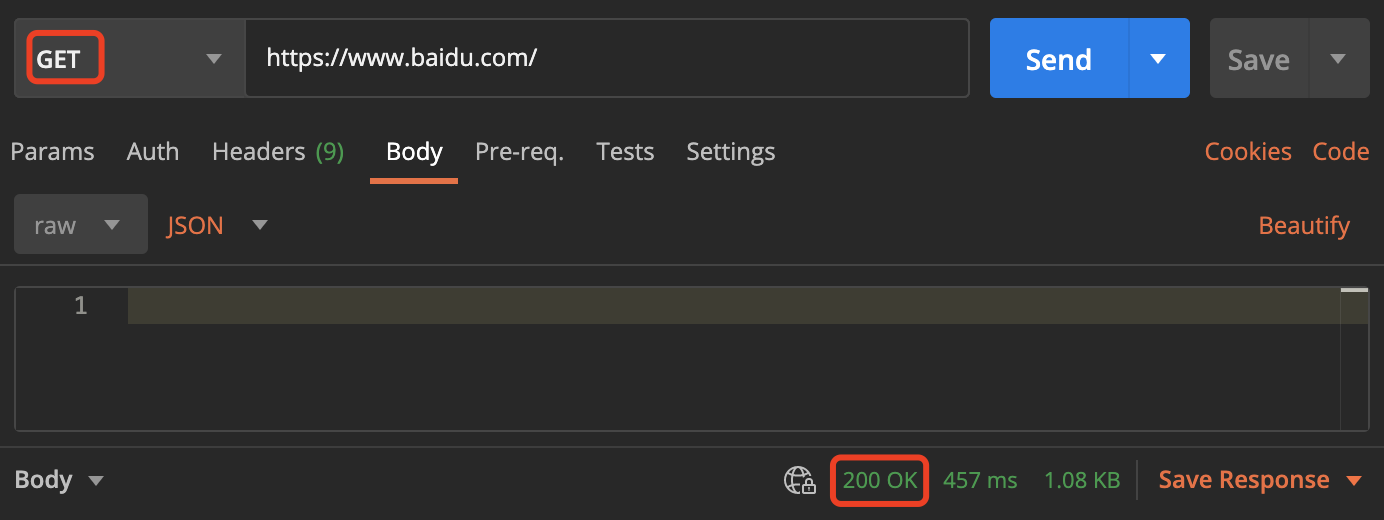 GET https://www.baidu.com/ Send Save
Params Auth Headers (9) Body Pre-req. Tests Settings Cookies Code
raw JSON Beautify
1
Body 200 OK 457 ms 1.08 KB Save Response